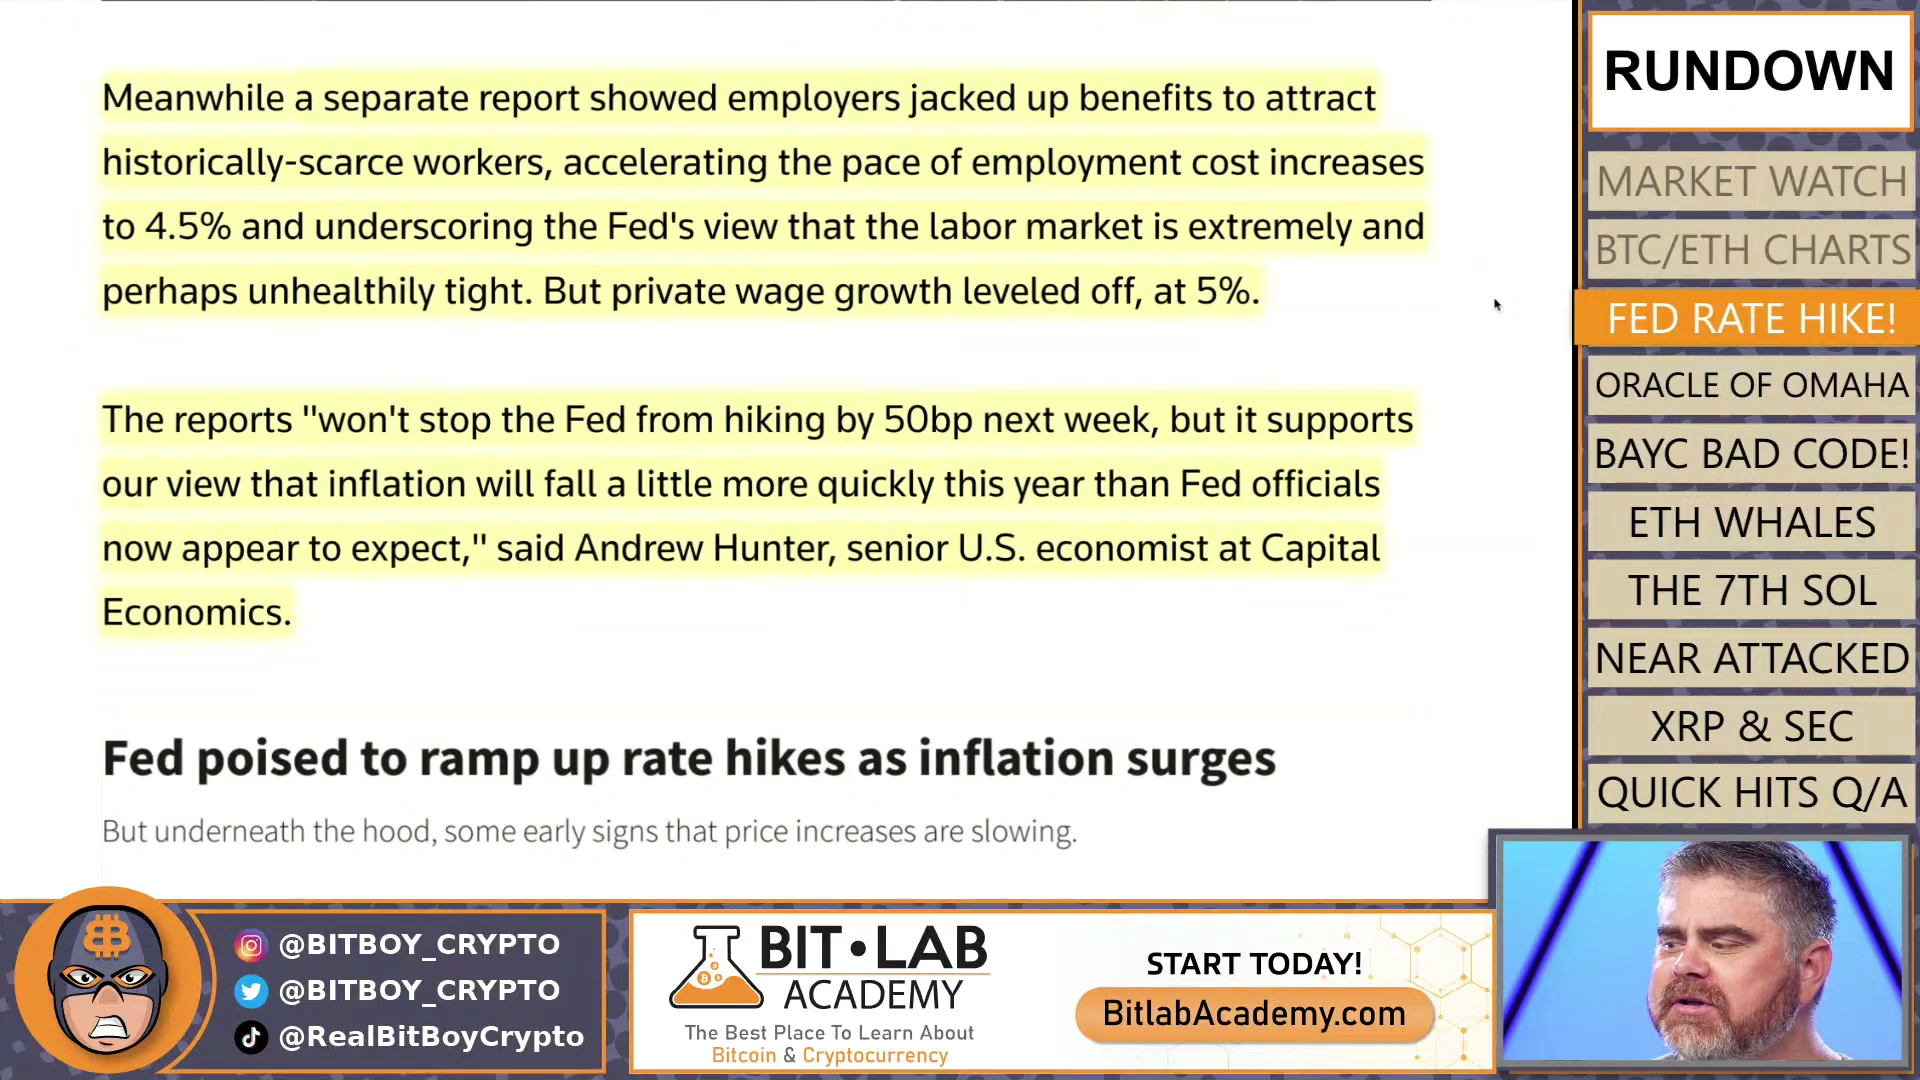 Meanwhile a separate report showed employers jacked up benefits to attract
historically-scarce workers, accelerating the pace of employment cost increases
to 4.5% and underscoring the Fed's view that the labor market is extremely and
perhaps unhealthily tight. But private wage growth leveled off, at 5%.
The reports "won't stop the Fed from hiking by 50bp next week, but it supports
our view that inflation will fall a little more quickly this year than Fed officials
now appear to expect," said Andrew Hunter, senior U.S. economist at Capital
Economics.
Fed poised to ramp up rate hikes as inflation surges
But underneath the hood, some early signs that price increases are slowing.
RUNDOWN
MARKET WATCH
BTC/ETH CHARTS
FED RATE HIKE!
ORACLE OF OMAHA
BAYC BAD CODE!
ETH WHALES
THE 7TH SOL
NEAR ATTACKED
XRP & SEC
QUICK HITS Q/A
@BITBOY_CRYPTO
@BITBOY_CRYPTO
@RealBitBoyCrypto
BIT•LAB
ACADEMY
The Best Place To Learn About
Bitcoin & Cryptocurrency
START TODAY!
BitlabAcademy.com